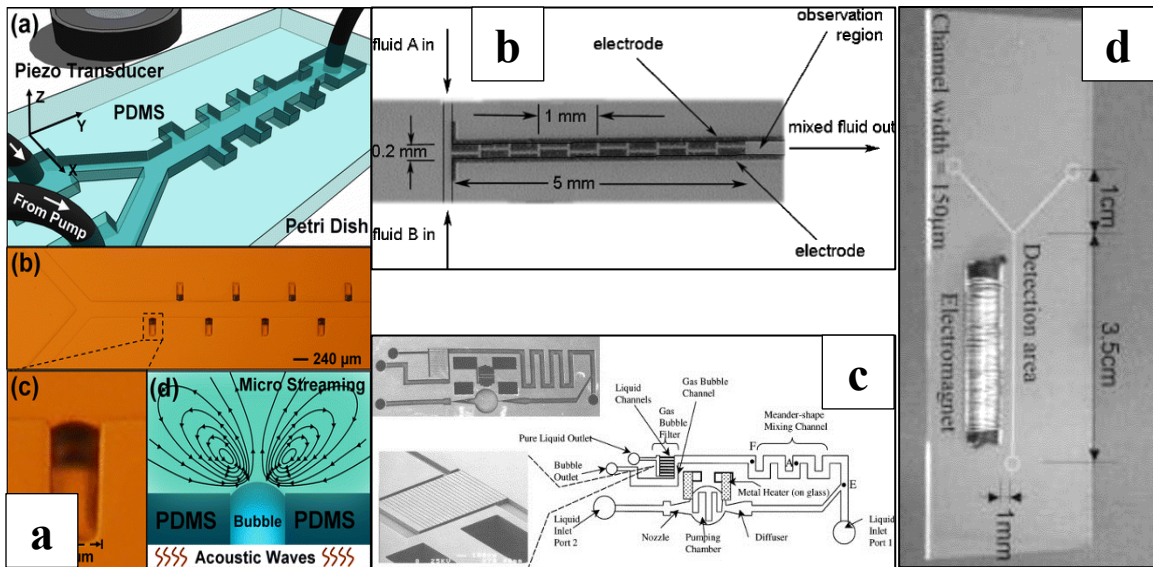 (a)
Piezo Transducer
Z
Y
X
PDMS
From Pump
Petri Dish
(b)
240 µm
(c)
(d)
Micro Streaming
PDMS
Bubble
PDMS
Acoustic Waves
a
b
fluid A in
electrode
observation
region
1 mm
0.2 mm
mixed fluid out
5 mm
fluid B in
electrode
c
Liquid
Channels
Gas
Bubble
Filter
Gas Bubble
Channel
Meander-shape
Mixing Channel
Pure Liquid Outlet
Bubble
Outlet
F
A
E
Metal Heater (on glass)
Liquid
Inlet
Port 2
Nozzle
Pumping
Chamber
Diffuser
Liquid
Inlet
Port 1
d
Channel width = 150µm
1cm
Detection area
Electromagnet
3.5cm
1mm